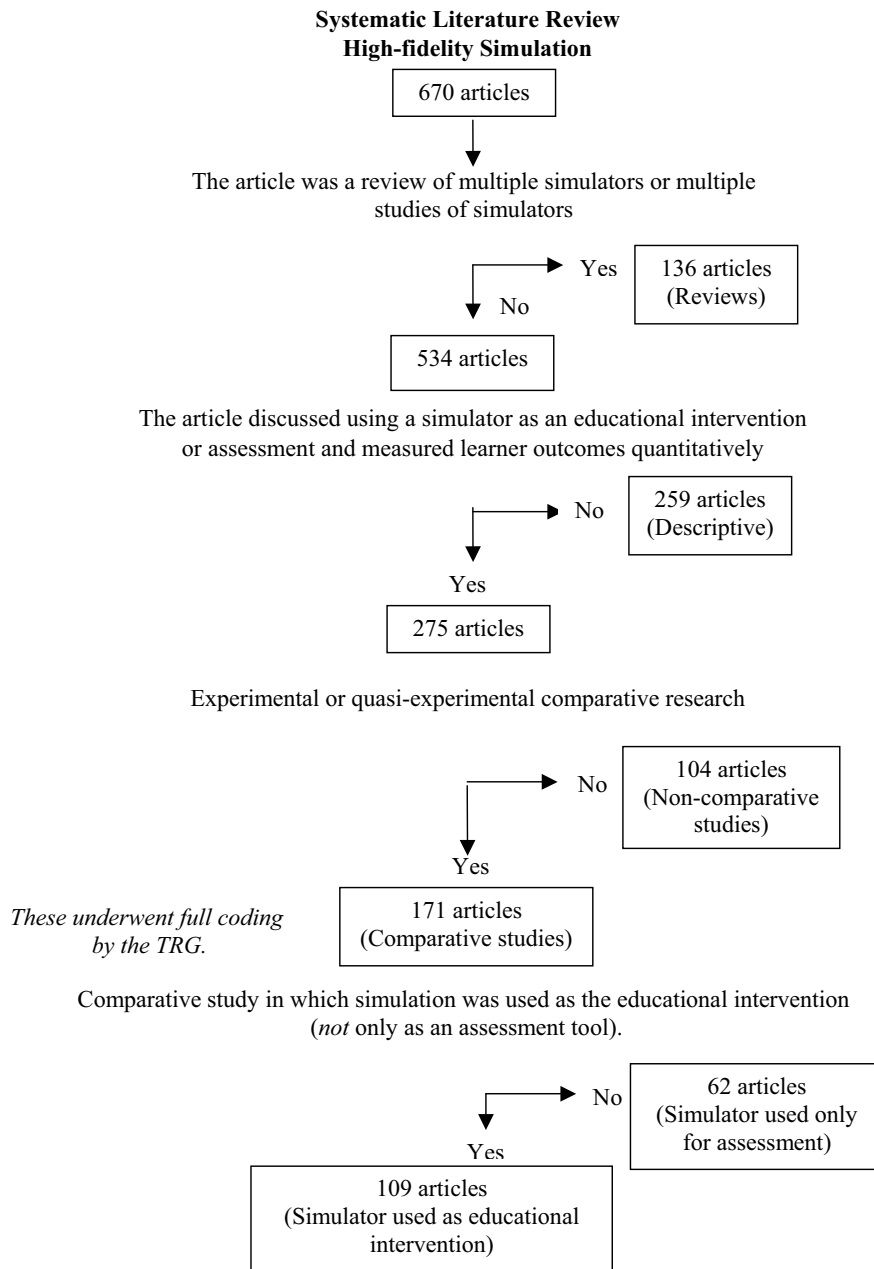 Systematic Literature Review
High-fidelity Simulation
670 articles
The article was a review of multiple simulators or multiple
studies of simulators
Yes
136 articles
(Reviews)
No
534 articles
The article discussed using a simulator as an educational intervention
or assessment and measured learner outcomes quantitatively
No
259 articles
(Descriptive)
Yes
275 articles
Experimental or quasi-experimental comparative research
No
104 articles
(Non-comparative
studies)
Yes
171 articles
(Comparative studies)
These underwent full coding
by the TRG.
Comparative study in which simulation was used as the educational intervention
(not only as an assessment tool).
No
62 articles
(Simulator used only
for assessment)
Yes
109 articles
(Simulator used as educational
intervention)